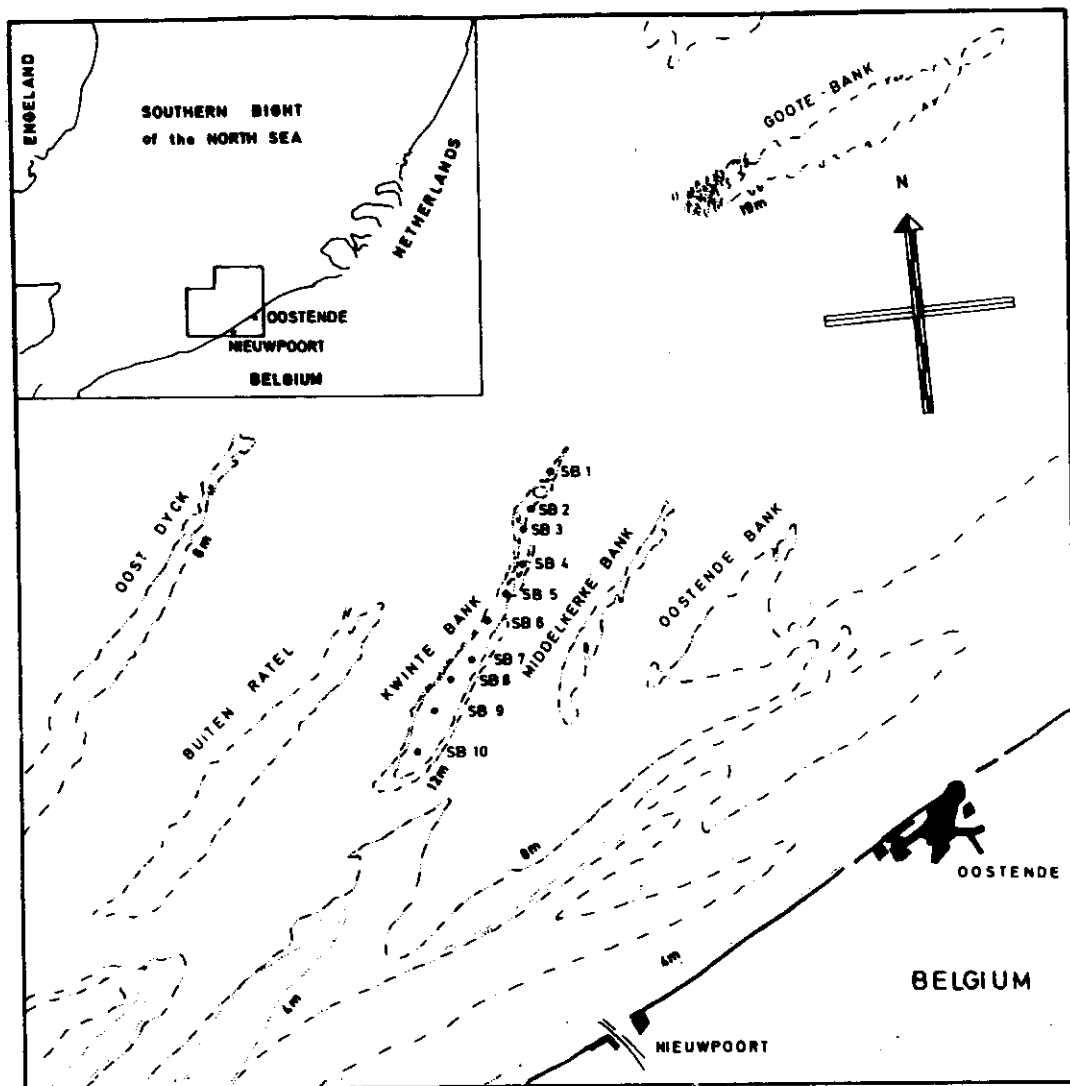 ENGELAND
SOUTHERN BIGHT
of the NORTH SEA
NETHERLANDS
OOSTENDE
NIEUWPOORT
BELGIUM
GOOTE-BANK
10m
N
OOST DYCK
8m
BUITEN RATEL
KWINTE BANK
SB 1
SB 2
SB 3
SB 4
SB 5
SB 6
SB 7
SB 8
SB 9
SB 10
12m
MIDDELKERKE BANK
OOSTENDE BANK
8m
4m
4m
OOSTENDE
BELGIUM
NIEUWPOORT